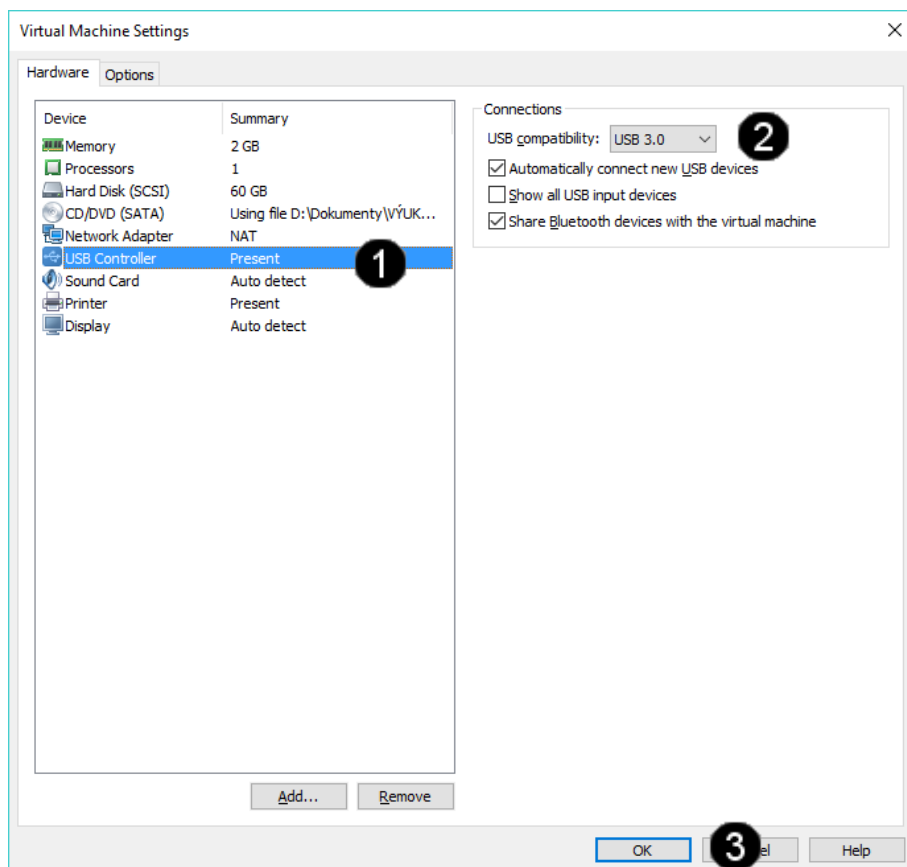 Virtual Machine Settings
Hardware
Options
Device Summary
Memory 2 GB
Processors 1
Hard Disk (SCSI) 60 GB
CD/DVD (SATA) Using file D:\Dokumenty\VÝUK...
Network Adapter NAT
USB Controller Present 1
Sound Card Auto detect
Printer Present
Display Auto detect
Connections
USB compatibility: USB 3.0 2
Automatically connect new USB devices
Show all USB input devices
Share Bluetooth devices with the virtual machine
Add... Remove
OK 3 el Help